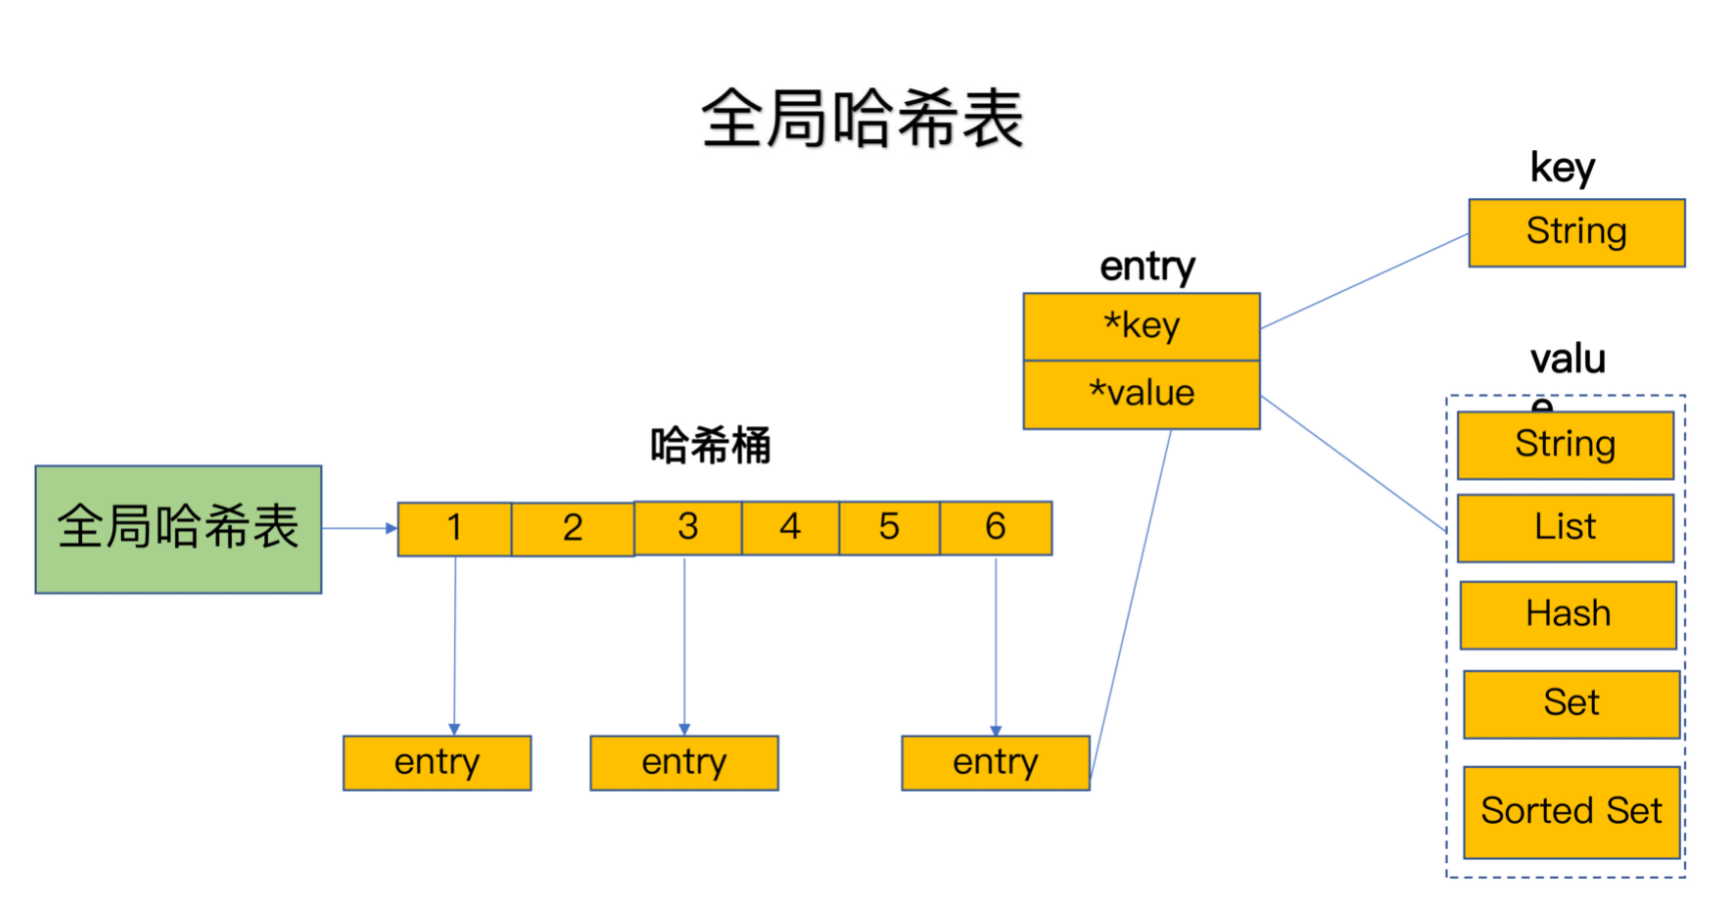 全局哈希表
key
String
entry
*key
*value
valu
e
String
List
Hash
Set
Sorted Set
哈希桶
全局哈希表
1 2 3 4 5 6
entry entry entry